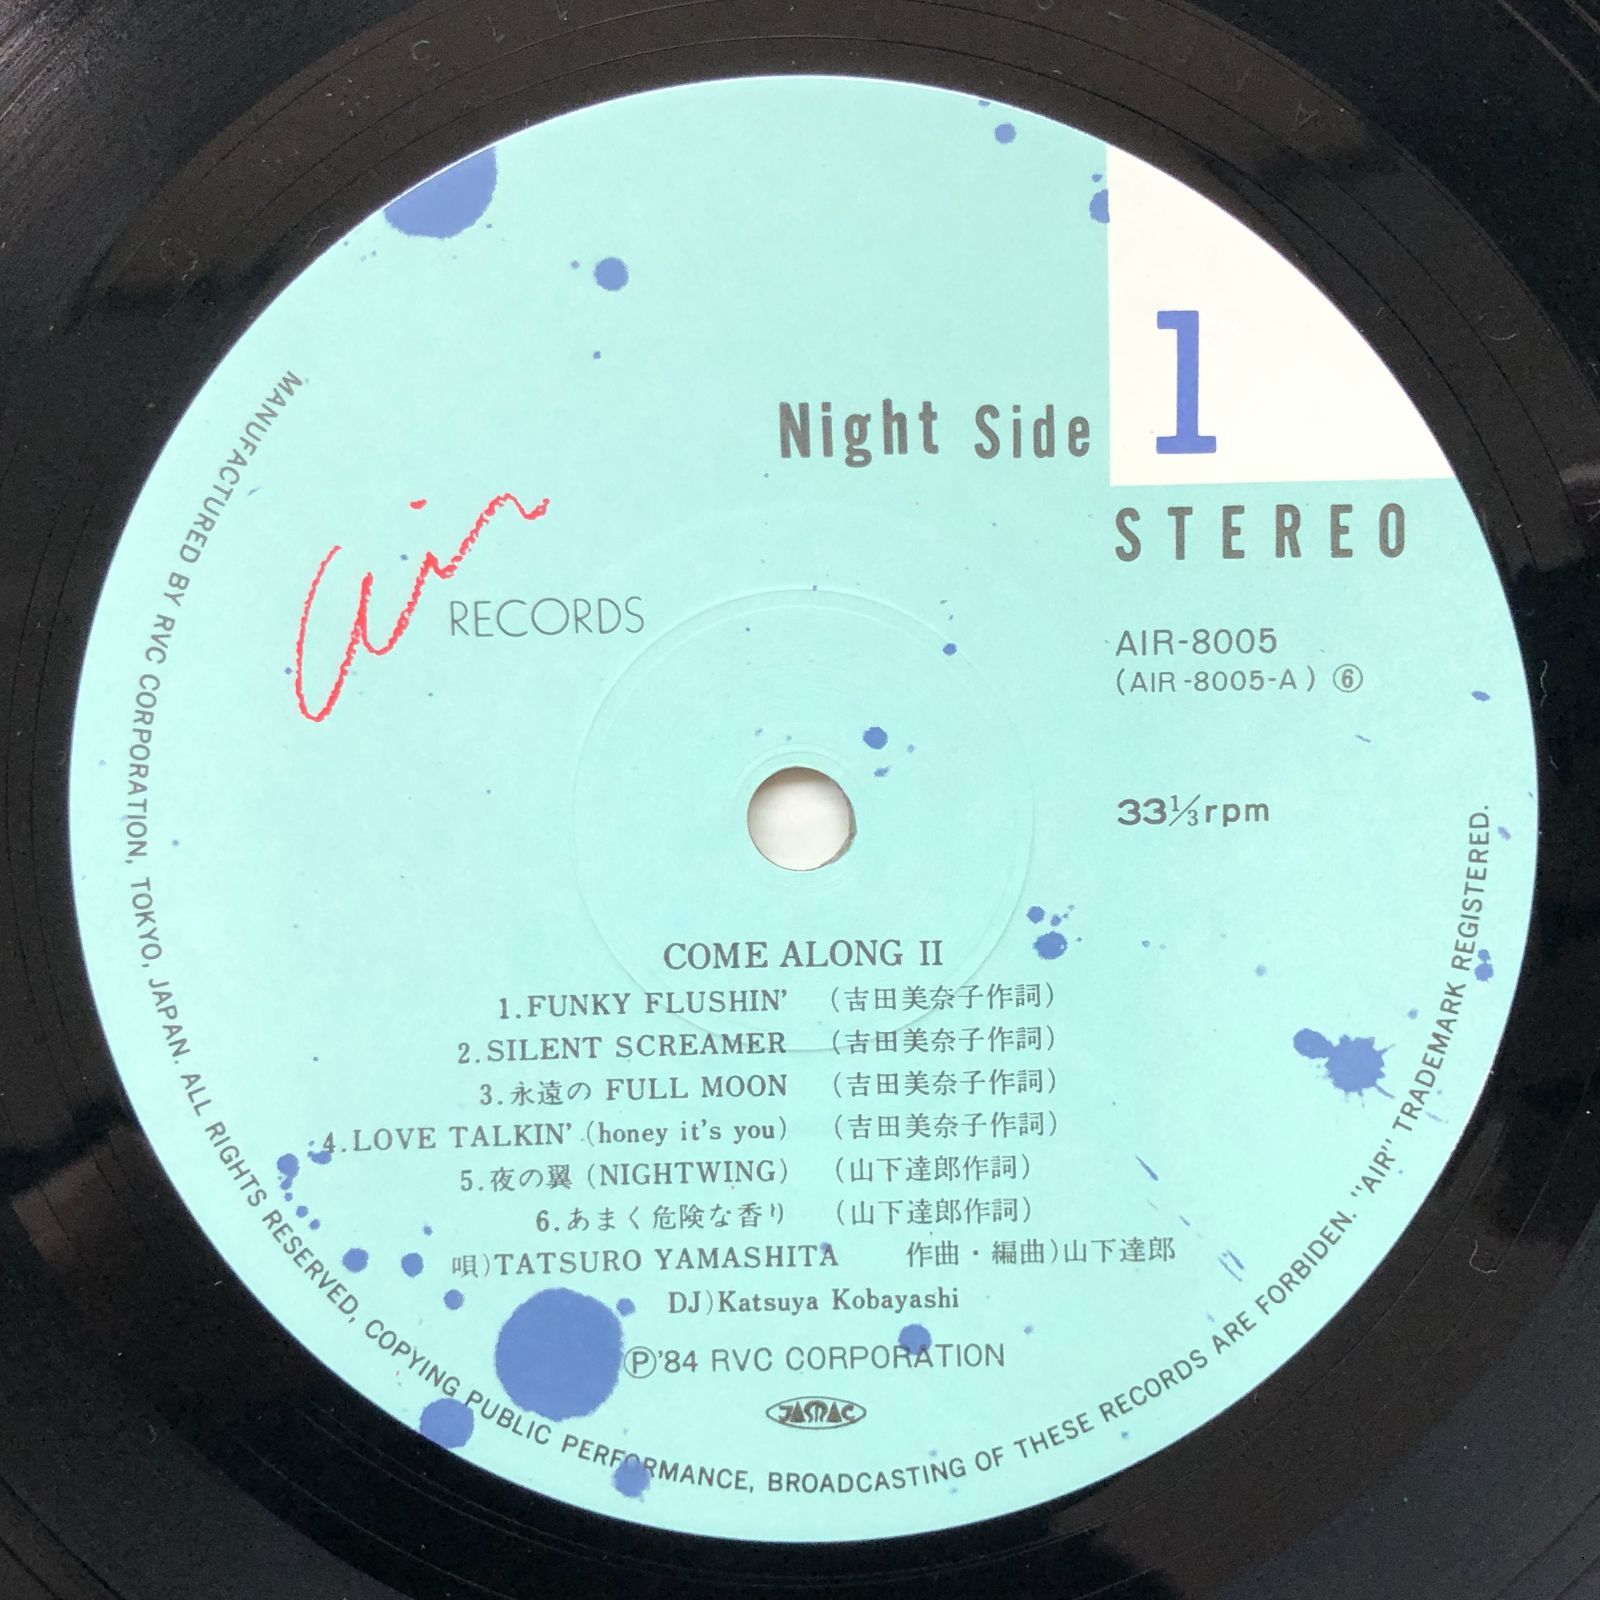 Night Side 1
STEREO
Air RECORDS
AIR-8005
(AIR-8005-A) ⑥
33⅓rpm
COME ALONG II
1.FUNKY FLUSHIN' (吉田美奈子作詞)
2.SILENT SCREAMER (吉田美奈子作詞)
3.永遠の FULL MOON (吉田美奈子作詞)
4.LOVE TALKIN' (honey it's you) (吉田美奈子作詞)
5.夜の翼 (NIGHTWING) (山下達郎作詞)
6.あまく危険な香り (山下達郎作詞)
唄)TATSURO YAMASHITA 作曲・編曲)山下達郎
DJ)Katsuya Kobayashi
Ⓟ'84 RVC CORPORATION
JASRAC
MANUFACTURED BY RVC CORPORATION, TOKYO, JAPAN. ALL RIGHTS RESERVED, COPYING PUBLIC PERFORMANCE, BROADCASTING OF THESE RECORDS ARE FORBIDDEN. "AIR" TRADEMARK REGISTERED.